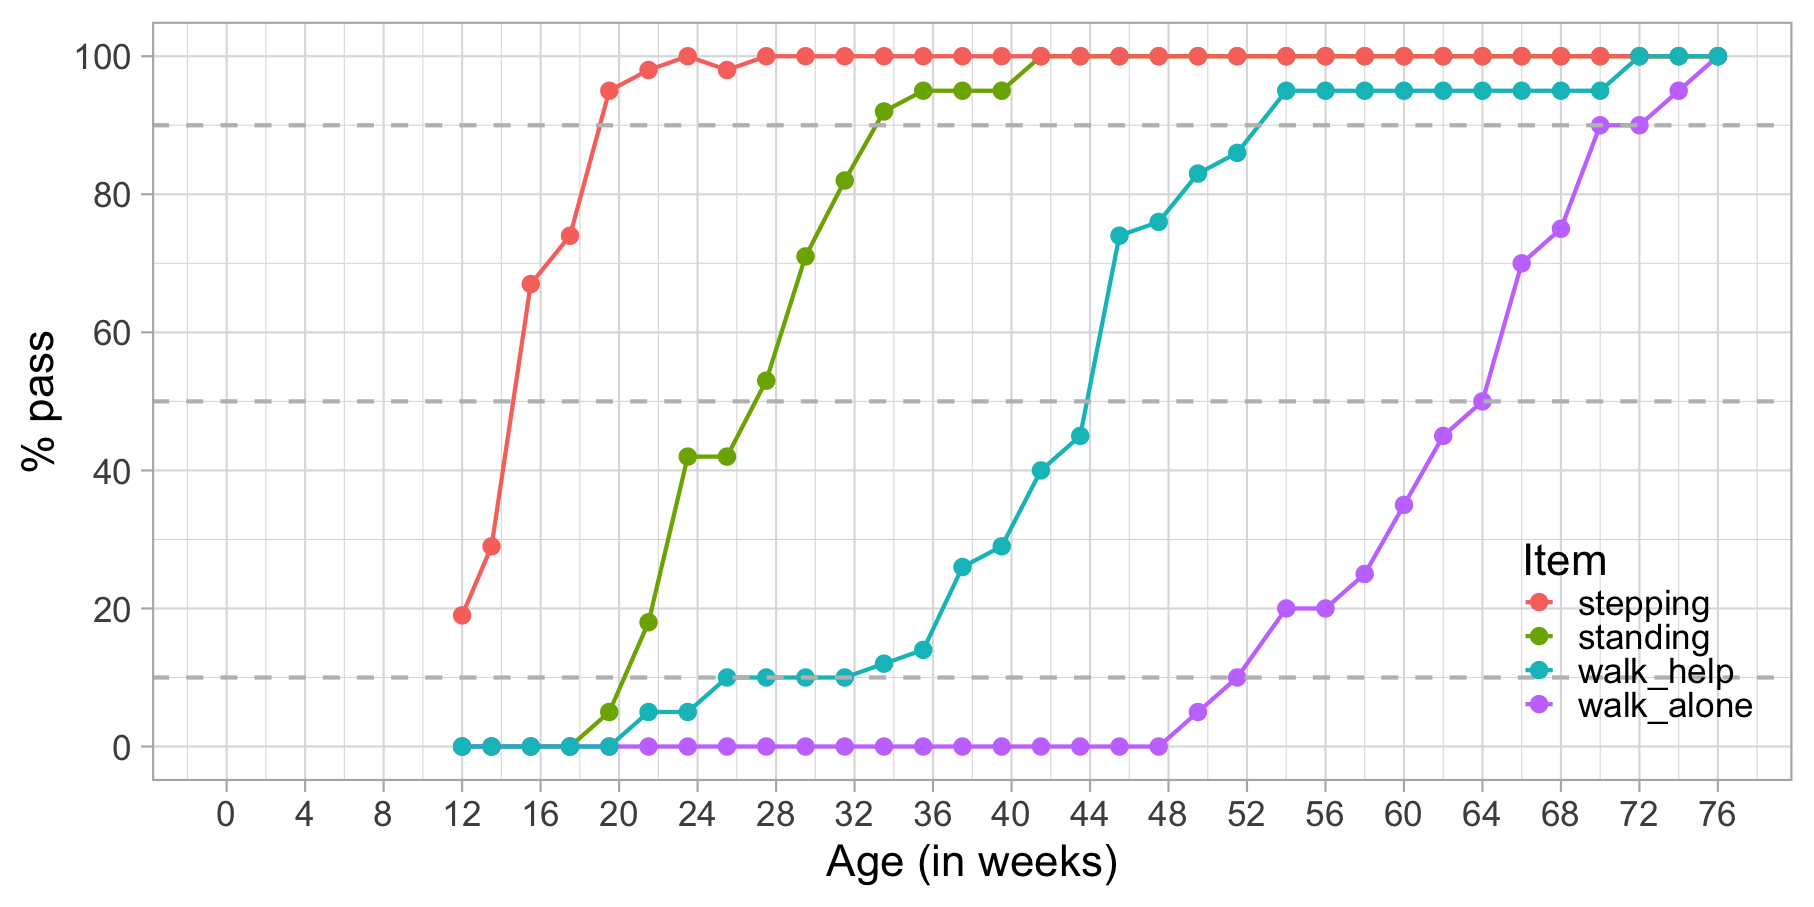 100
80
60
40
20
0
% pass
Item
stepping
standing
walk_help
walk_alone
0 4 8 12 16 20 24 28 32 36 40 44 48 52 56 60 64 68 72 76
Age (in weeks)